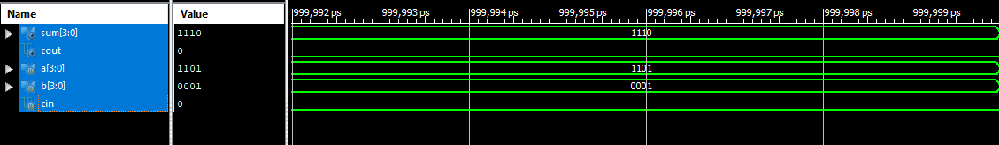 Name Value 999,992 ps 999,993 ps 999,994 ps 999,995 ps 999,996 ps 999,997 ps 999,998 ps 999,999 ps
sum[3:0] 1110 1110
cout 0
a[3:0] 1101 1101
b[3:0] 0001 0001
cin 0